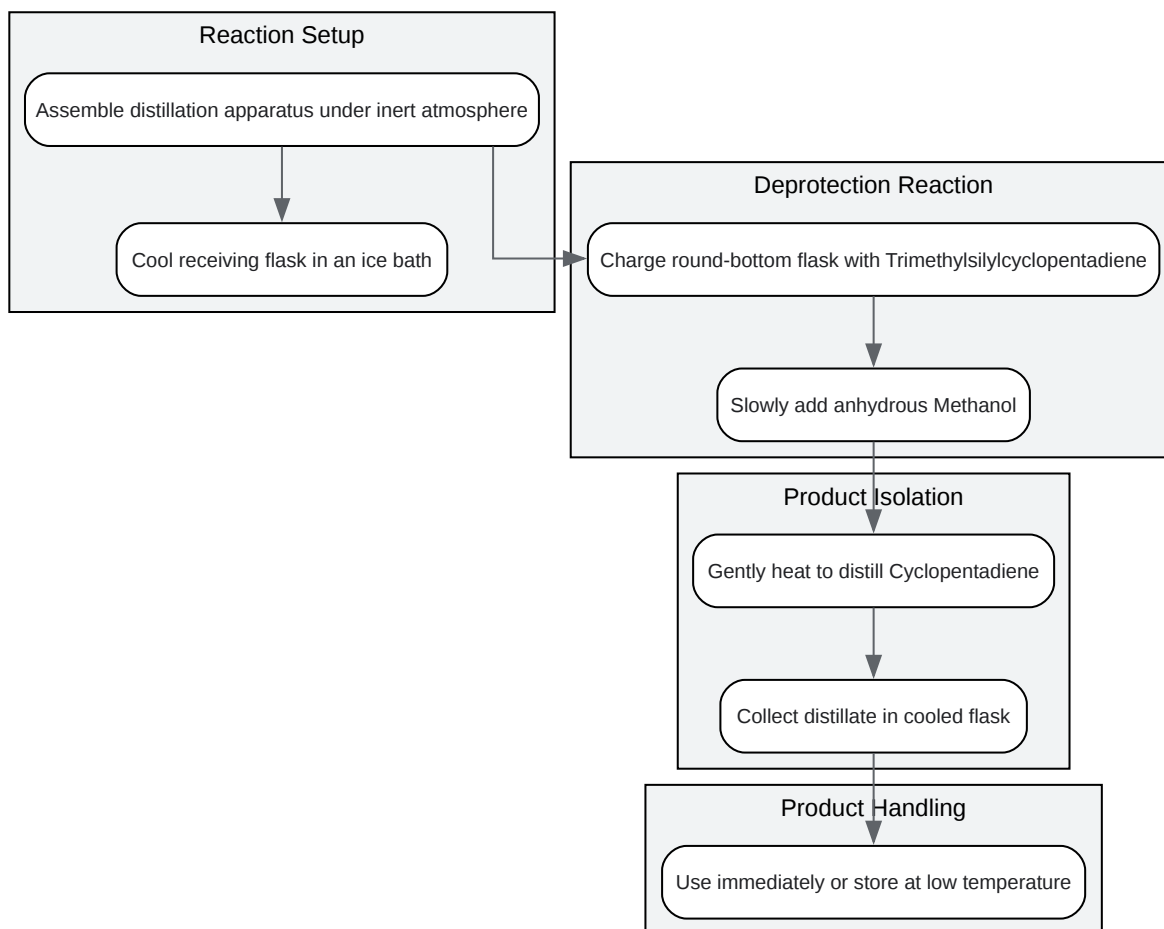 Reaction Setup
Assemble distillation apparatus under inert atmosphere
Cool receiving flask in an ice bath
Deprotection Reaction
Charge round-bottom flask with Trimethylsilylcyclopentadiene
Slowly add anhydrous Methanol
Product Isolation
Gently heat to distill Cyclopentadiene
Collect distillate in cooled flask
Product Handling
Use immediately or store at low temperature